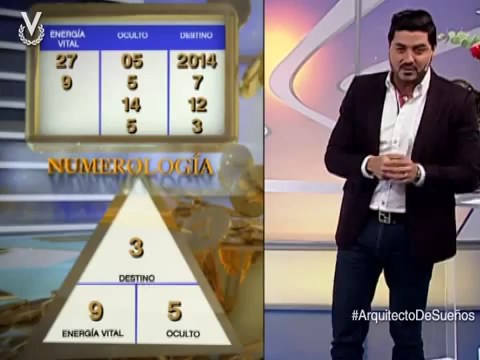 V
ENERGÍA VITAL
OCULTO
DESTINO
27 05 2014
9 5 7
14 12
5 3
NUMEROLOGÍA
3
DESTINO
9
ENERGÍA VITAL
5
OCULTO
#ArquitectoDeSueños